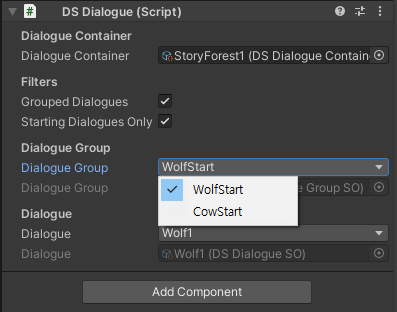 # DS Dialogue (Script)
Dialogue Container
Dialogue Container StoryForest1 (DS Dialogue Contain
Filters
Grouped Dialogues
Starting Dialogues Only
Dialogue Group
Dialogue Group WolfStart
Dialogue Group e Group SO)
WolfStart
CowStart
Dialogue
Dialogue Wolf1
Dialogue Wolf1 (DS Dialogue SO)
Add Component